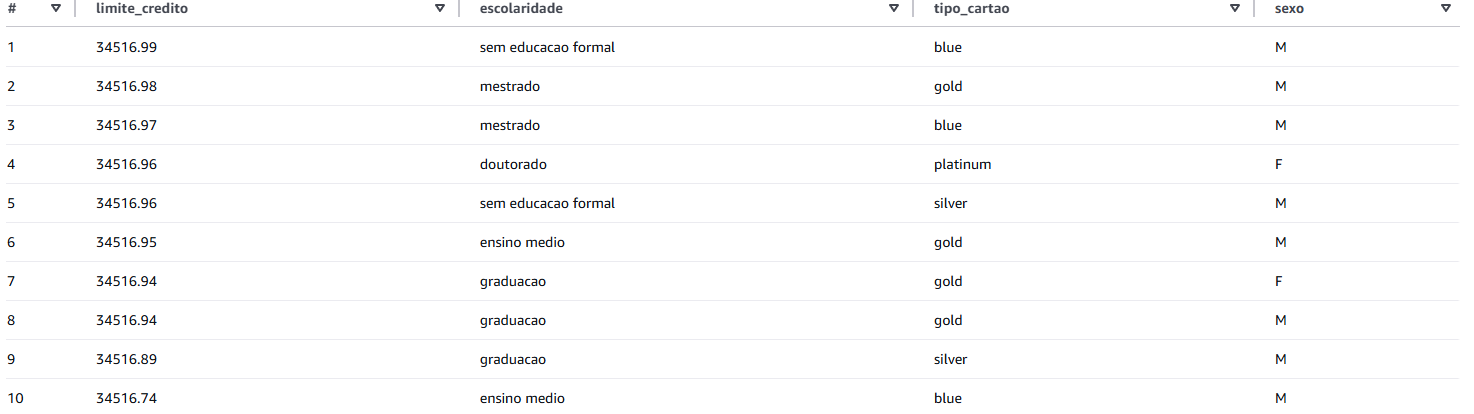 # limite_credito escolaridade tipo_cartao sexo
1 34516.99 sem educacao formal blue M
2 34516.98 mestrado gold M
3 34516.97 mestrado blue M
4 34516.96 doutorado platinum F
5 34516.96 sem educacao formal silver M
6 34516.95 ensino medio gold M
7 34516.94 graduacao gold F
8 34516.94 graduacao gold M
9 34516.89 graduacao silver M
10 34516.74 ensino medio blue M